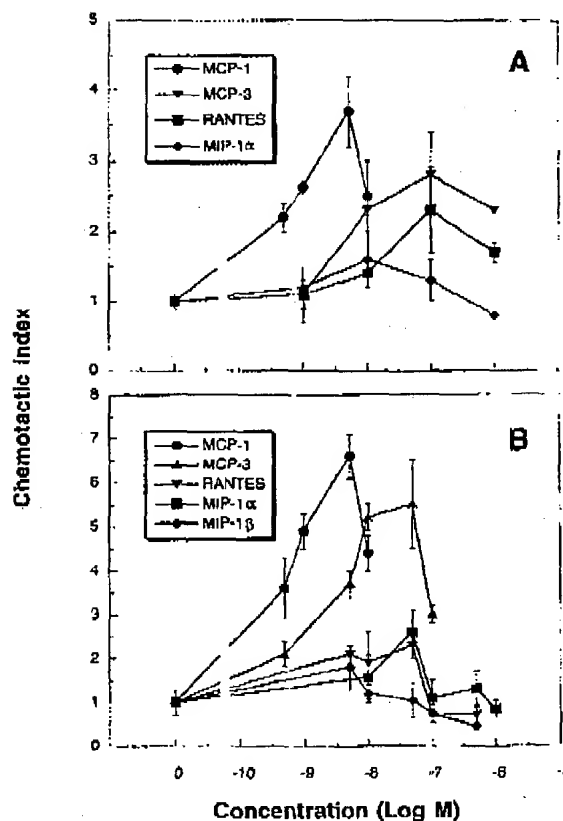 5
A
MCP-1
MCP-3
RANTES
MIP-1α
4
3
2
1
0
Chemotactic index
8
B
MCP-1
MCP-3
RANTES
MIP-1α
MIP-1β
7
6
5
4
3
2
1
0
0 -10 -9 -8 -7 -6
Concentration (Log M)